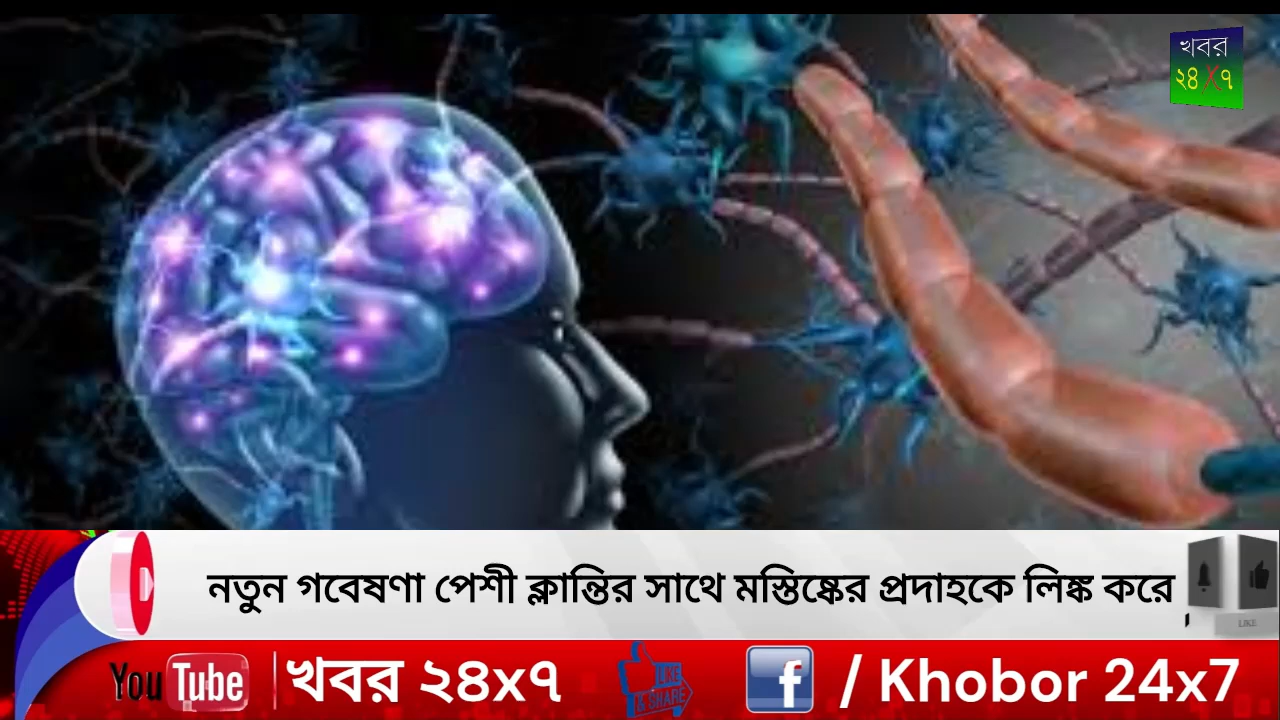 খবর
২৪X৭
নতুন গবেষণা পেশী ক্লান্তির সাথে মস্তিষ্কের প্রদাহকে লিঙ্ক করে
LIKE
YouTube
খবর ২৪x৭
LIKE
& SHARE
f / Khobor 24x7